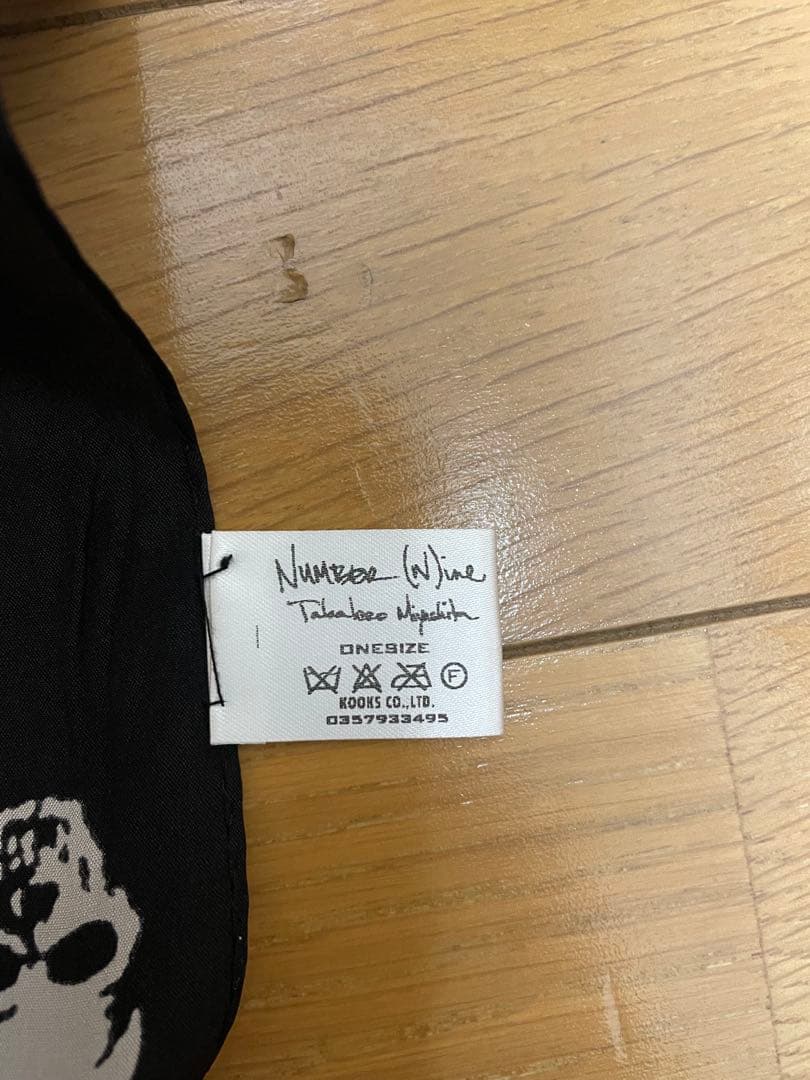 NUMBER (N)ine
Takahiro Miyashita
ONESIZE
F
KOOKS CO.,LTD.
0357933495